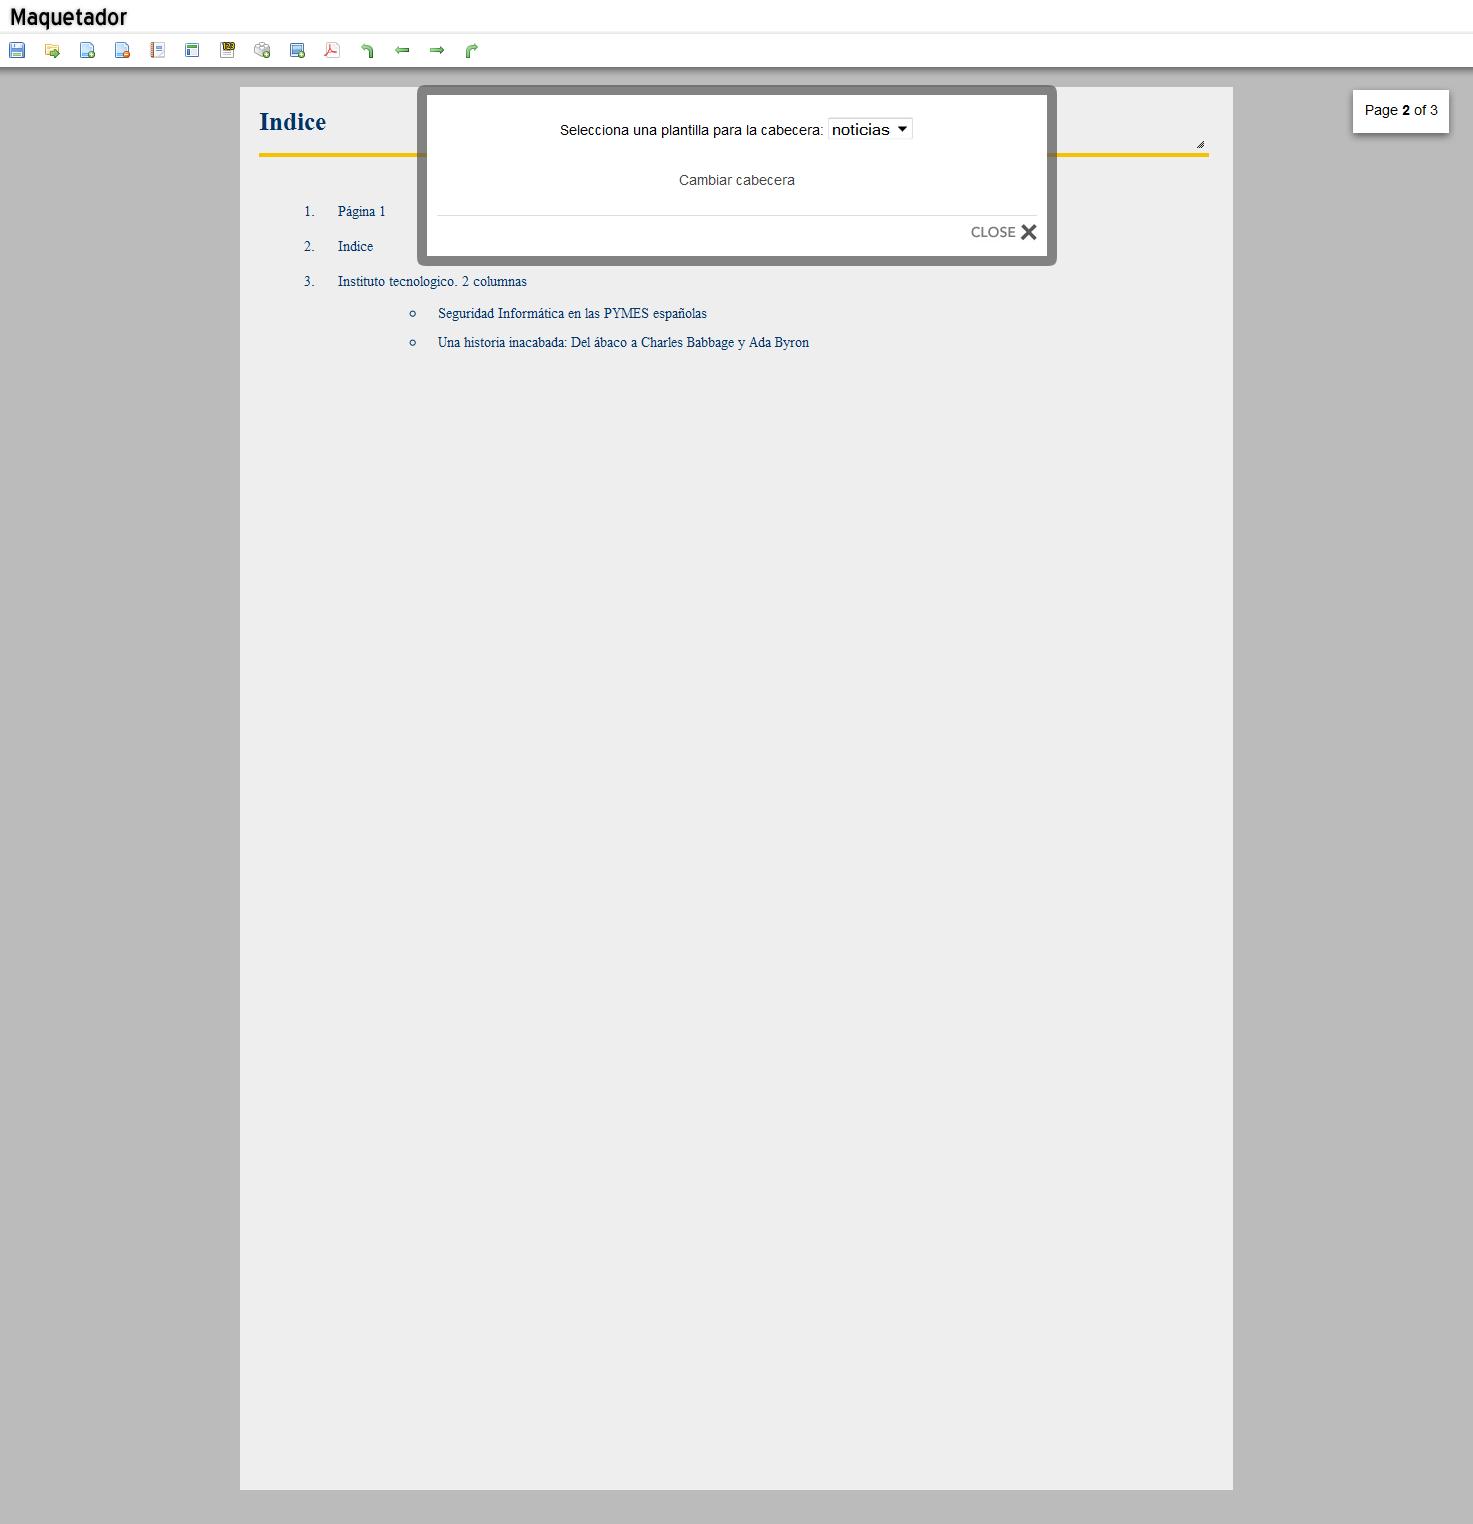 Maquetador
Indice
Selecciona una plantilla para la cabecera: noticias
Cambiar cabecera
CLOSE
Page 2 of 3
1. Página 1
2. Indice
3. Instituto tecnologico. 2 columnas
Seguridad Informática en las PYMES españolas
Una historia inacabada: Del ábaco a Charles Babbage y Ada Byron